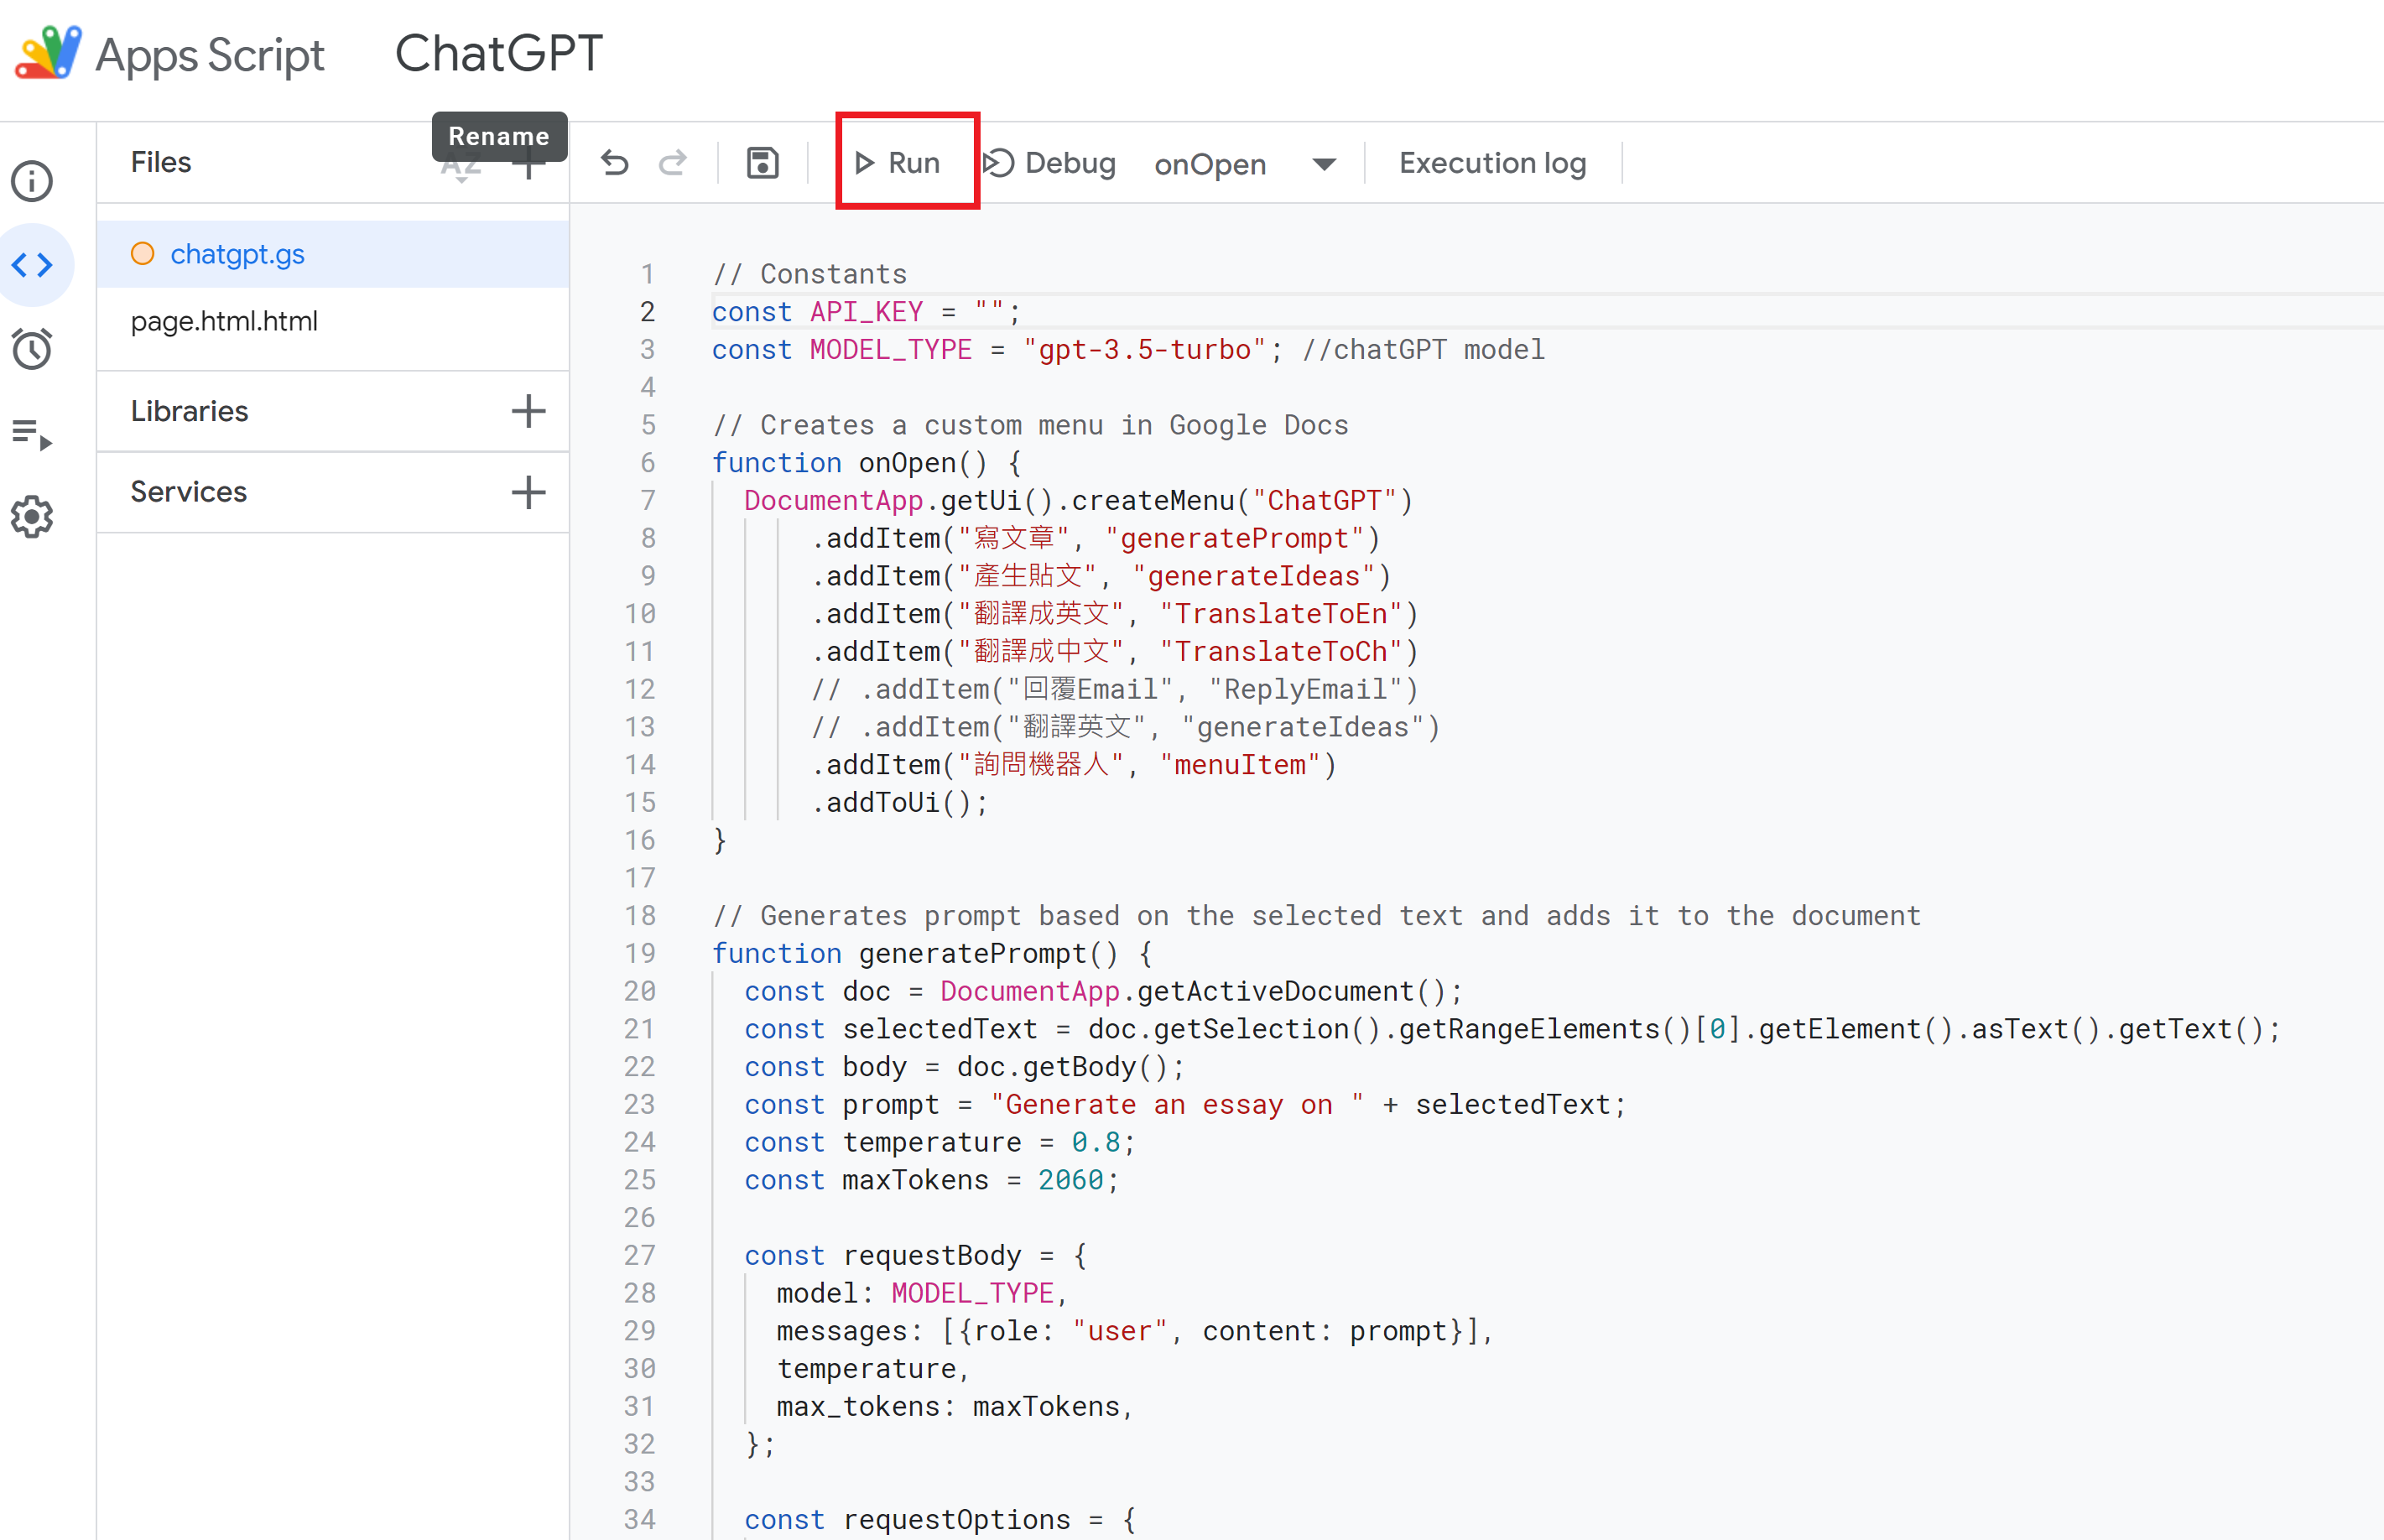 Apps Script ChatGPT
Rename
Files AZ Run Debug onOpen Execution log
chatgpt.gs
page.html.html
Libraries
Services
1 // Constants
2 const API_KEY = "";
3 const MODEL_TYPE = "gpt-3.5-turbo"; //chatGPT model
4
5 // Creates a custom menu in Google Docs
6 function onOpen() {
7 DocumentApp.getUi().createMenu("ChatGPT")
8 .addItem("寫文章", "generatePrompt")
9 .addItem("產生貼文", "generateIdeas")
10 .addItem("翻譯成英文", "TranslateToEn")
11 .addItem("翻譯成中文", "TranslateToCh")
12 // .addItem("回覆Email", "ReplyEmail")
13 // .addItem("翻譯英文", "generateIdeas")
14 .addItem("詢問機器人", "menuItem")
15 .addToUi();
16 }
17
18 // Generates prompt based on the selected text and adds it to the document
19 function generatePrompt() {
20 const doc = DocumentApp.getActiveDocument();
21 const selectedText = doc.getSelection().getRangeElements()[0].getElement().asText().getText();
22 const body = doc.getBody();
23 const prompt = "Generate an essay on " + selectedText;
24 const temperature = 0.8;
25 const maxTokens = 2060;
26
27 const requestBody = {
28 model: MODEL_TYPE,
29 messages: [{role: "user", content: prompt}],
30 temperature,
31 max_tokens: maxTokens,
32 };
33
34 const requestOptions = {